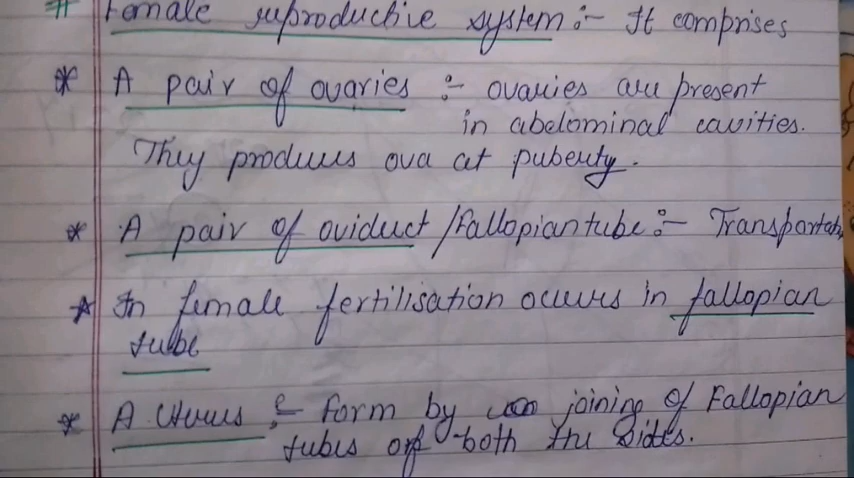 # Female reproductive system :- It comprises
* A pair of ovaries :- ovaries are present
in abdominal cavities.
They produces ova at puberty.
* A pair of oviduct /Fallopian tube :- Transportati
* In female fertilisation occurs in fallopian
tube
* A Uterus :- form by joining of Fallopian
tubes of both the sides.